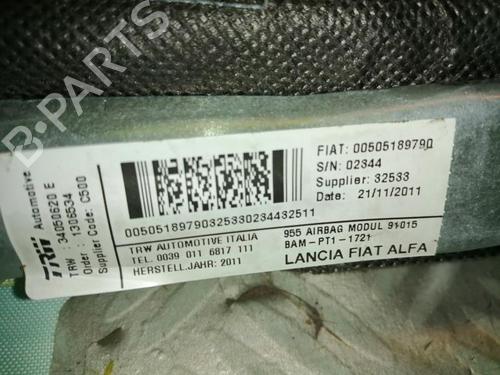 TRW Automotive
TRW : 34050620 E
Order : 1306534
Supplier Code: C500
00505189790325330234432511
TRW AUTOMOTIVE ITALIA
TEL. 0039 011 6817 111
HERSTELL.JAHR: 2011
FIAT: 00505189790
S/N: 02344
Supplier: 32533
Date: 21/11/2011
955 AIRBAG MODUL 91015
BAM-PT1-1721
LANCIA FIAT ALFA
B-PARTS